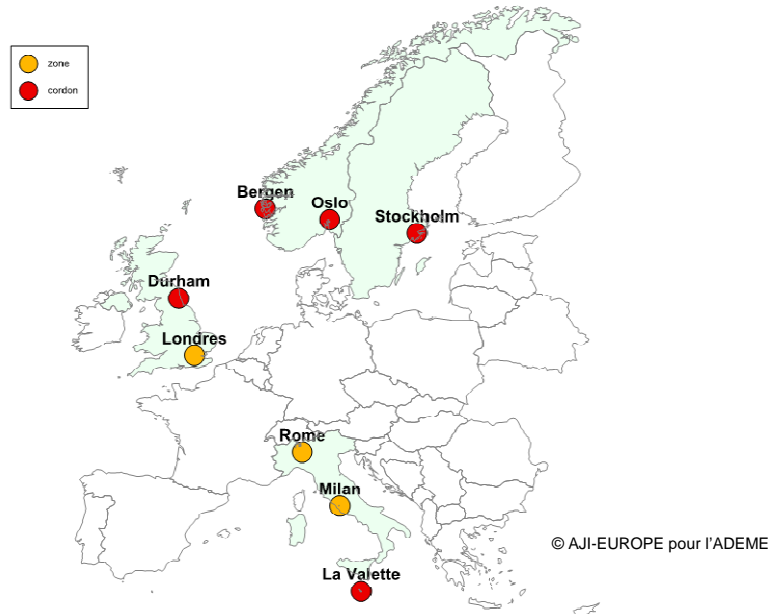 zone
cordon
Bergen
Oslo
Stockholm
Durham
Londres
Rome
Milan
La Valette
© AJI-EUROPE pour l'ADEME